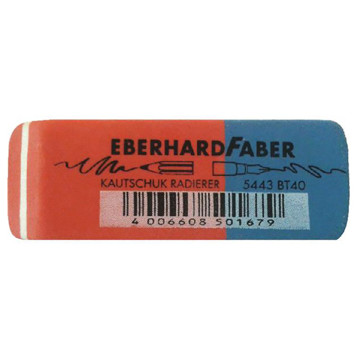 EBERHARDFABER
KAUTSCHUK RADIERER 5443 BT40
4 006608 501679